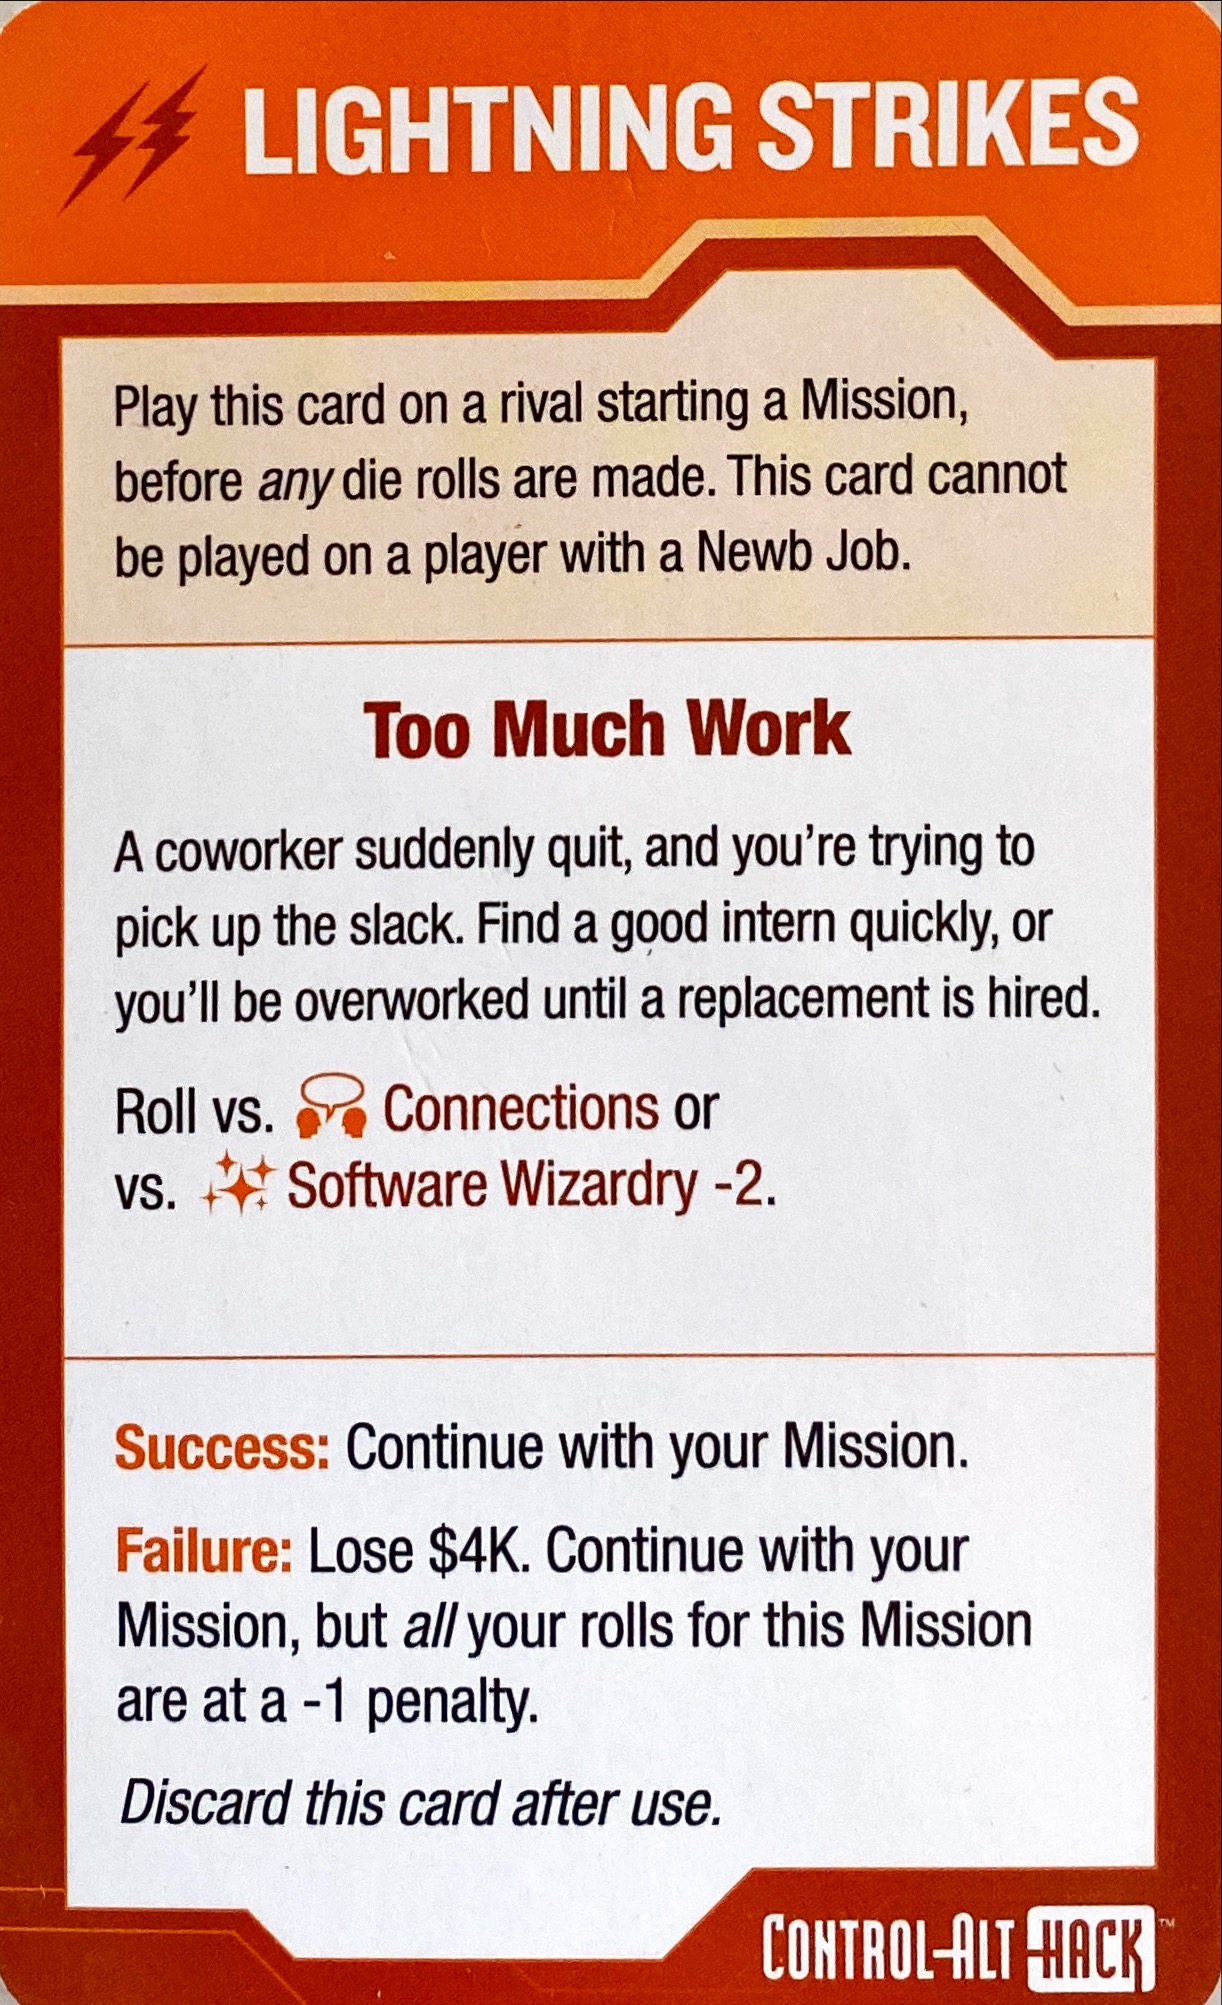 LIGHTNING STRIKES
Play this card on a rival starting a Mission,
before any die rolls are made. This card cannot
be played on a player with a Newb Job.
Too Much Work
A coworker suddenly quit, and you're trying to
pick up the slack. Find a good intern quickly, or
you'll be overworked until a replacement is hired.
Roll vs. Connections or
vs. Software Wizardry -2.
Success: Continue with your Mission.
Failure: Lose $4K. Continue with your
Mission, but all your rolls for this Mission
are at a -1 penalty.
Discard this card after use.
CONTROL-ALT-HACK™